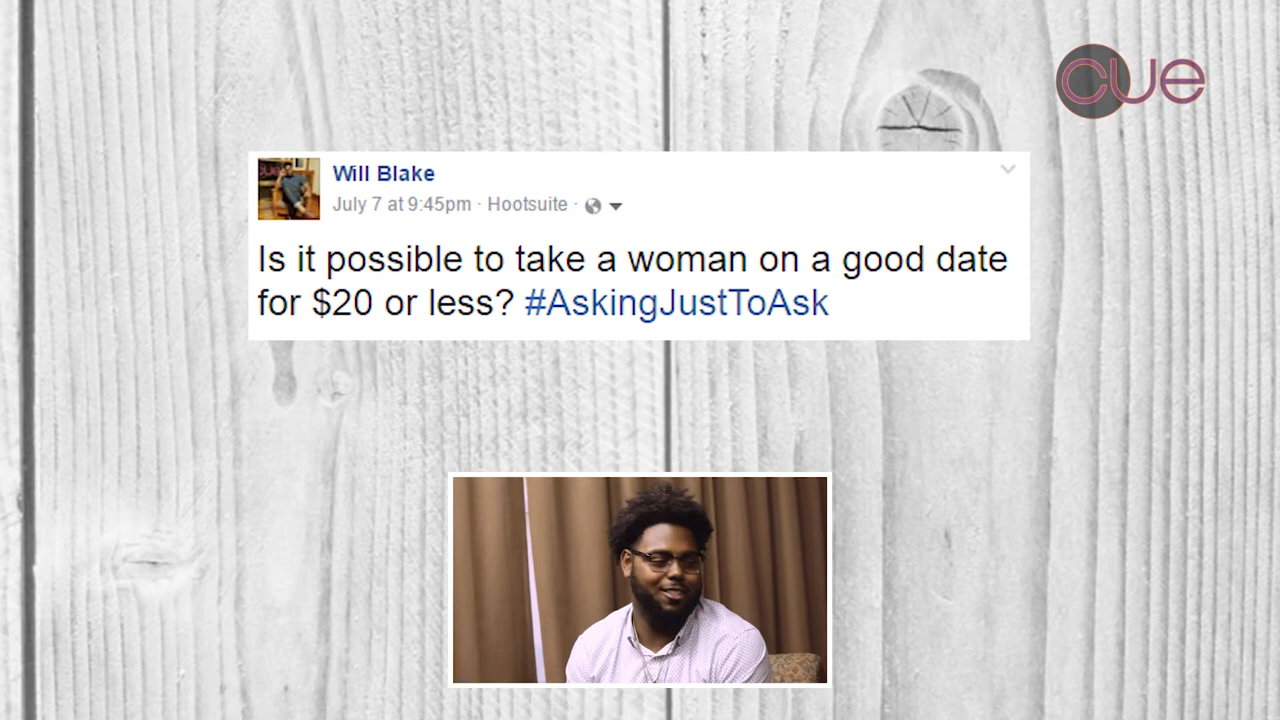 cue
Will Blake
July 7 at 9:45pm · Hootsuite ·
Is it possible to take a woman on a good date
for $20 or less? #AskingJustToAsk